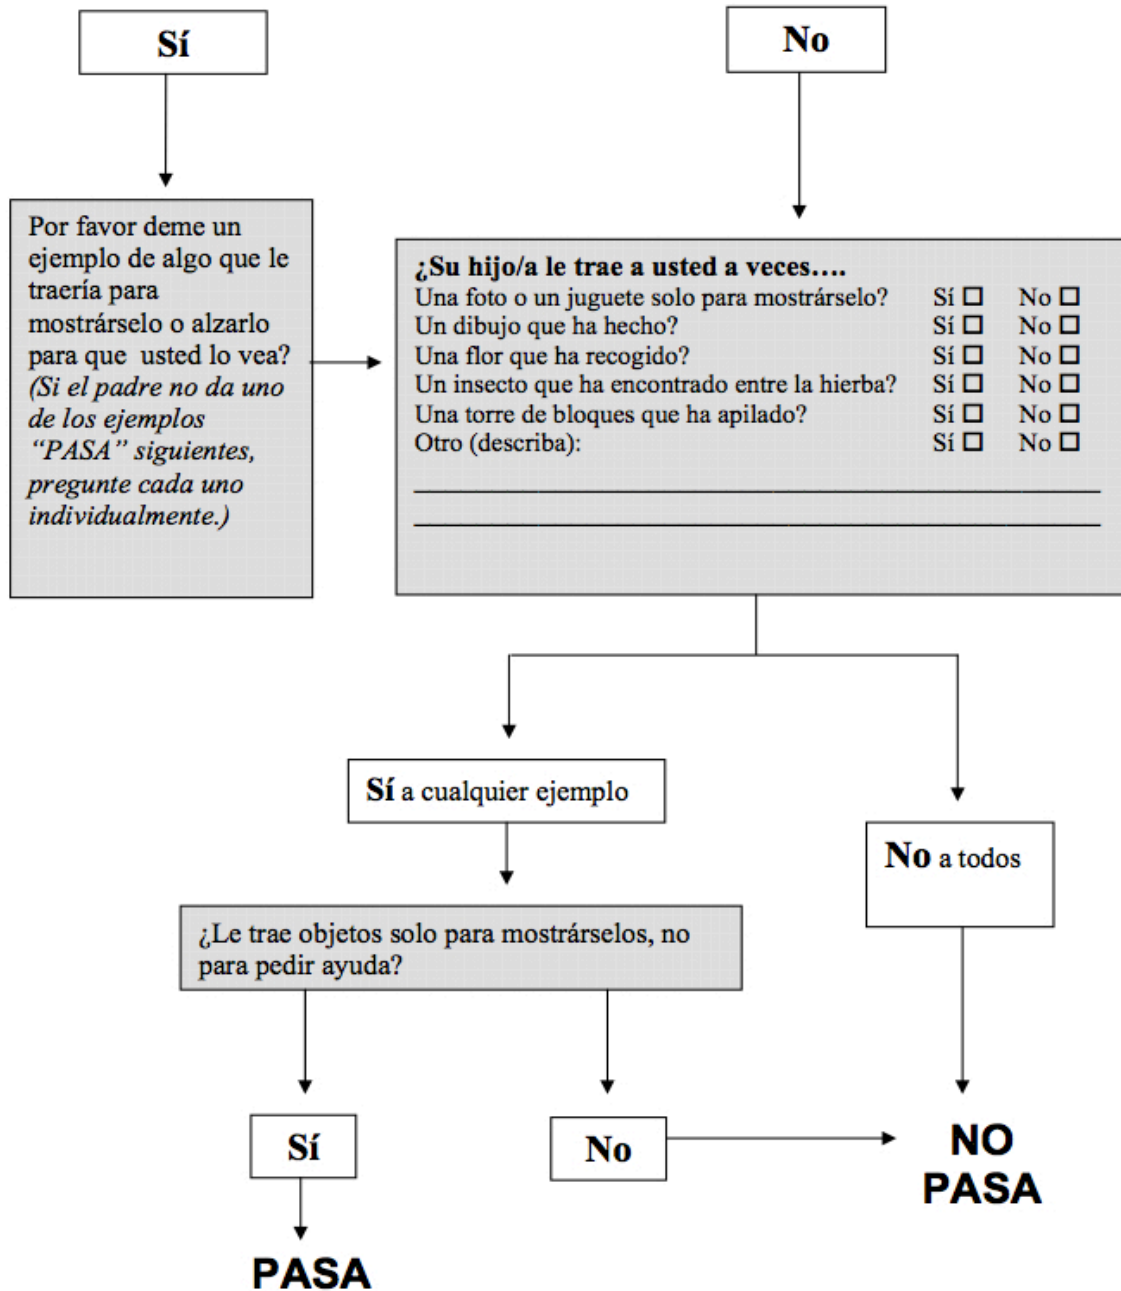 Sí
No
Por favor deme un
ejemplo de algo que le
traería para
mostrárselo o alzarlo
para que usted lo vea?
(Si el padre no da uno
de los ejemplos
“PASA” siguientes,
pregunte cada uno
individualmente.)
¿Su hijo/a le trae a usted a veces….
Una foto o un juguete solo para mostrárselo? Sí □ No □
Un dibujo que ha hecho? Sí □ No □
Una flor que ha recogido? Sí □ No □
Un insecto que ha encontrado entre la hierba? Sí □ No □
Una torre de bloques que ha apilado? Sí □ No □
Otro (describa): Sí □ No □
Sí a cualquier ejemplo
No a todos
¿Le trae objetos solo para mostrárselos, no
para pedir ayuda?
Sí
No
NO
PASA
PASA